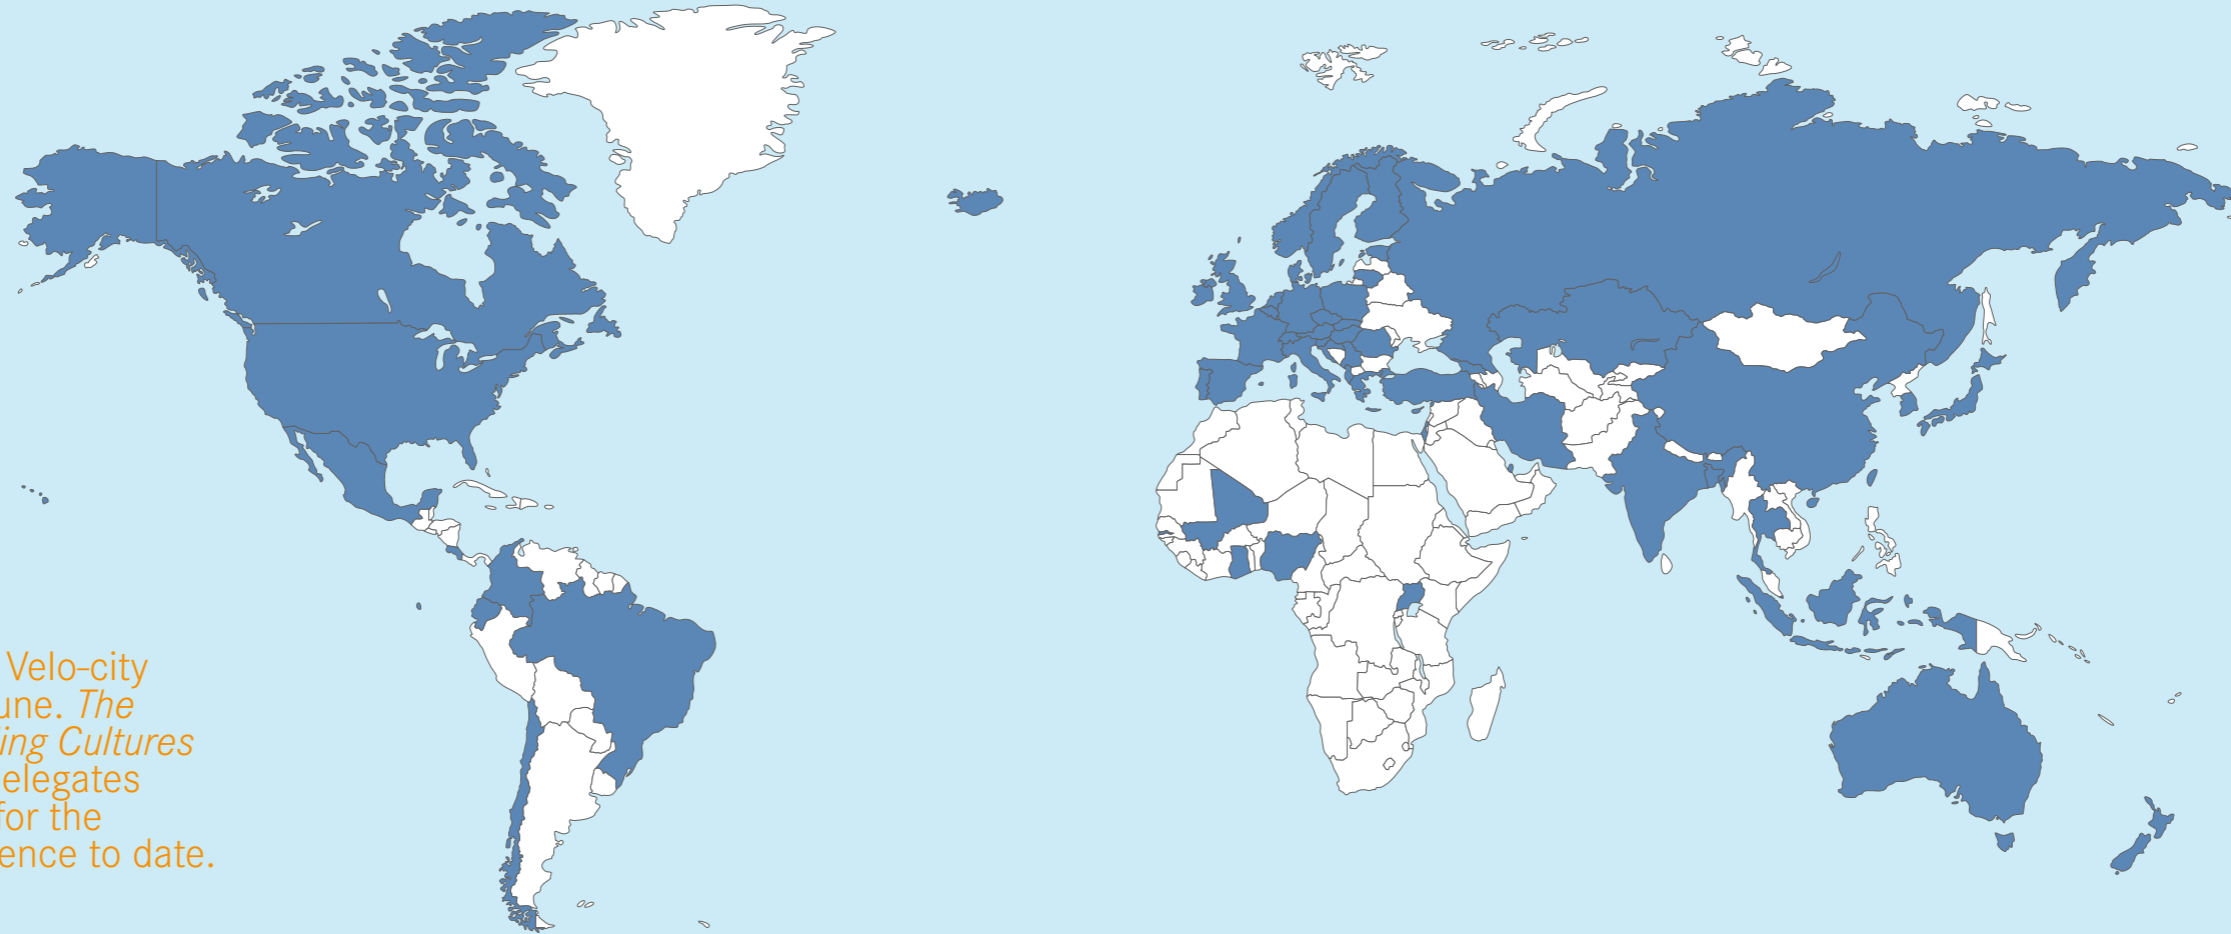 Velo-city
une. The
ing Cultures
elegates
for the
ence to date.